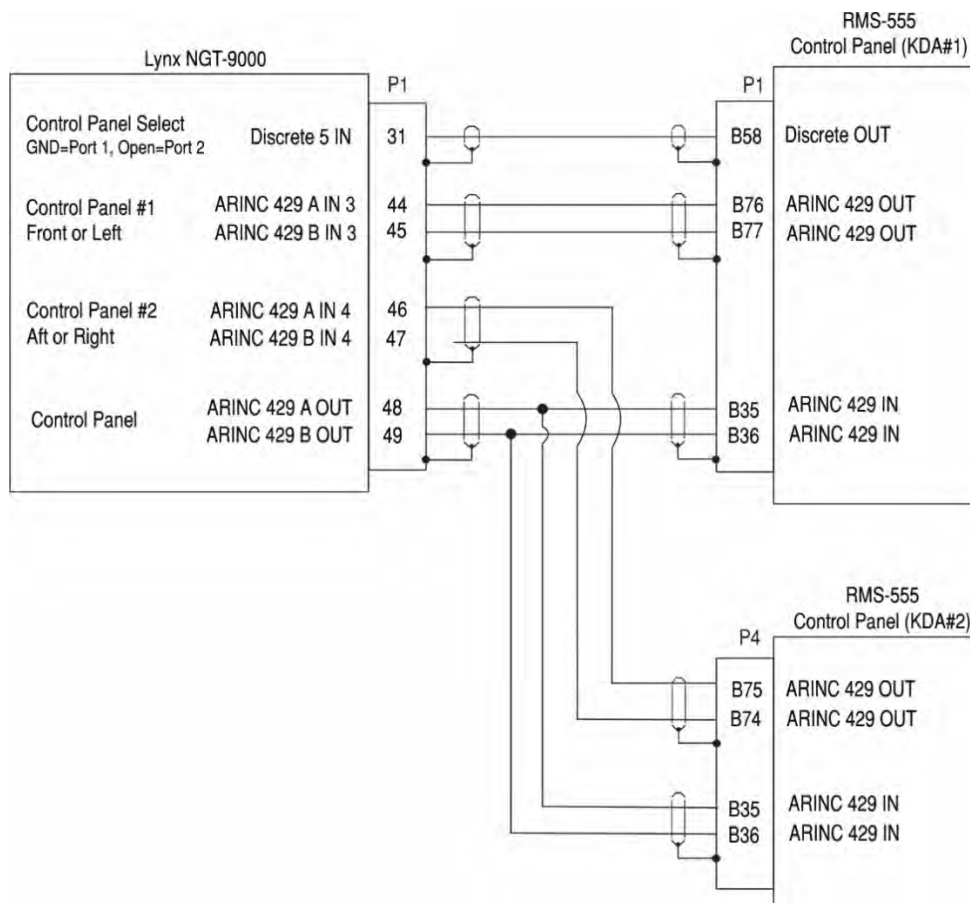 RMS-555
Control Panel (KDA#1)
Lynx NGT-9000
P1
P1
Control Panel Select
GND=Port 1, Open=Port 2
Discrete 5 IN
31
B58
Discrete OUT
Control Panel #1
Front or Left
ARINC 429 A IN 3
ARINC 429 B IN 3
44
45
B76
B77
ARINC 429 OUT
ARINC 429 OUT
Control Panel #2
Aft or Right
ARINC 429 A IN 4
ARINC 429 B IN 4
46
47
Control Panel
ARINC 429 A OUT
ARINC 429 B OUT
48
49
B35
B36
ARINC 429 IN
ARINC 429 IN
RMS-555
Control Panel (KDA#2)
P4
B75
B74
ARINC 429 OUT
ARINC 429 OUT
B35
B36
ARINC 429 IN
ARINC 429 IN